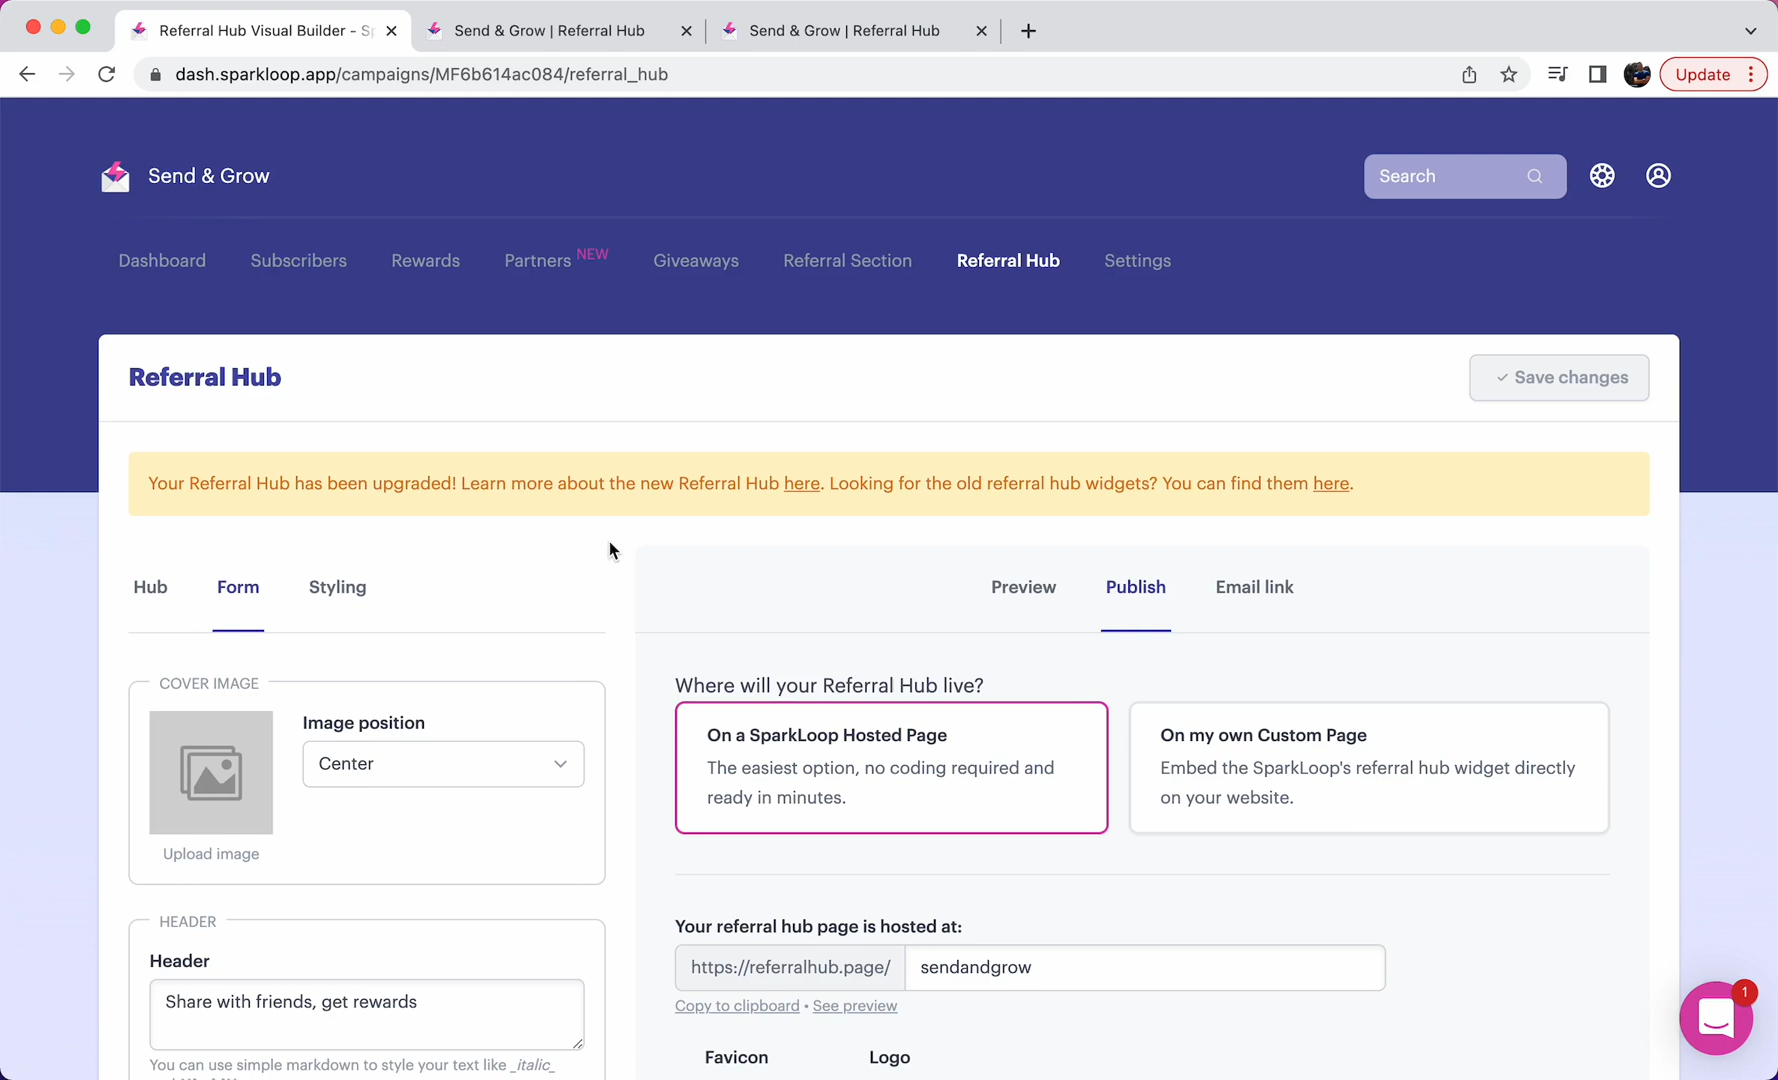 Referral Hub Visual Builder - Sp
Send & Grow | Referral Hub
Send & Grow | Referral Hub
dash.sparkloop.app/campaigns/MF6b614ac084/referral_hub
Update
Send & Grow
Search
Dashboard
Subscribers
Rewards
Partners NEW
Giveaways
Referral Section
Referral Hub
Settings
Referral Hub
Save changes
Your Referral Hub has been upgraded! Learn more about the new Referral Hub here. Looking for the old referral hub widgets? You can find them here.
Hub
Form
Styling
Preview
Publish
Email link
COVER IMAGE
Image position
Center
Upload image
HEADER
Header
Share with friends, get rewards
You can use simple markdown to style your text like _italic_
Where will your Referral Hub live?
On a SparkLoop Hosted Page
The easiest option, no coding required and
ready in minutes.
On my own Custom Page
Embed the SparkLoop's referral hub widget directly
on your website.
Your referral hub page is hosted at:
https://referralhub.page/
sendandgrow
Copy to clipboard • See preview
Favicon
Logo
1